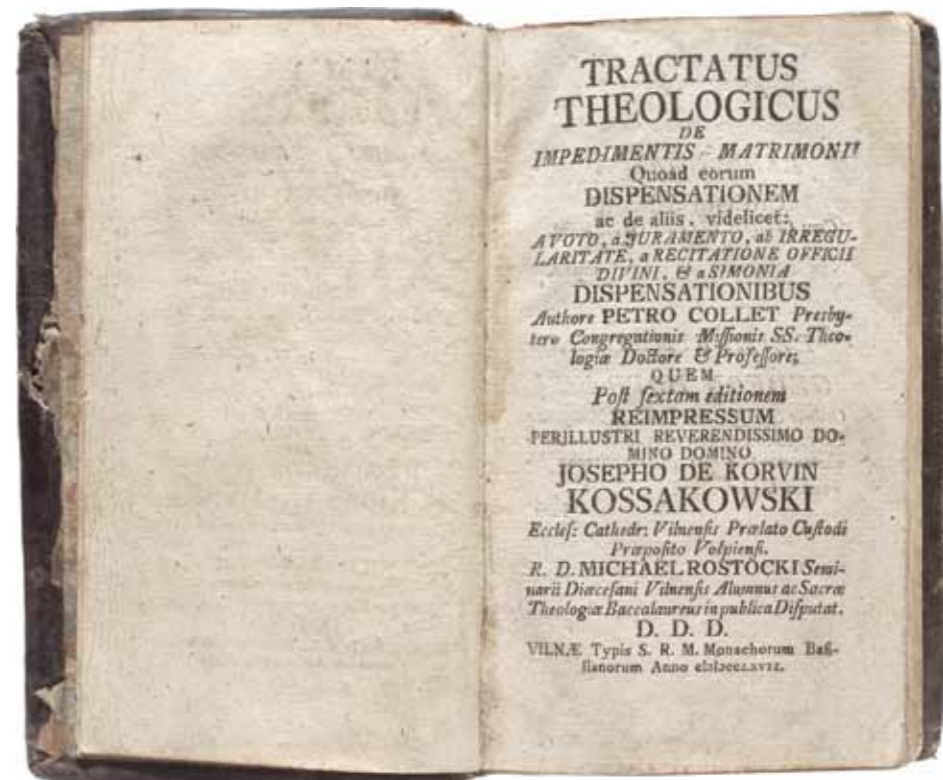 TRACTATUS
THEOLOGICUS
DE
IMPEDIMENTIS MATRIMONII
Quoad eorum
DISPENSATIONEM
ac de aliis, videlicet:
A VOTO, a JURAMENTO, ab IRREGU-
LARITATE, a RECITATIONE OFFICII
DIVINI, & a SIMONIA
DISPENSATIONIBUS
Authore PETRO COLLET Presby-
tero Congregationis Miſſionis SS. Theo-
logiæ Doctore & Profeſſore;
QUEM
Poſt ſextam editionem
REIMPRESSUM
PERILLUSTRI REVERENDISSIMO DO-
MINO DOMINO
JOSEPHO DE KORVIN
KOSSAKOWSKI
Eccleſ: Cathedr: Vilnenſis Prælato Cuſtodi
Præpoſito Volpienſi.
R. D. MICHAEL ROSTOCKI Semi-
narii Diœceſani Vilnenſis Alumnus ac Sacræ
Theologiæ Baccalaureus in publica Diſputat.
D. D. D.
VILNÆ Typis S. R. M. Monachorum Baſi-
lianorum Anno